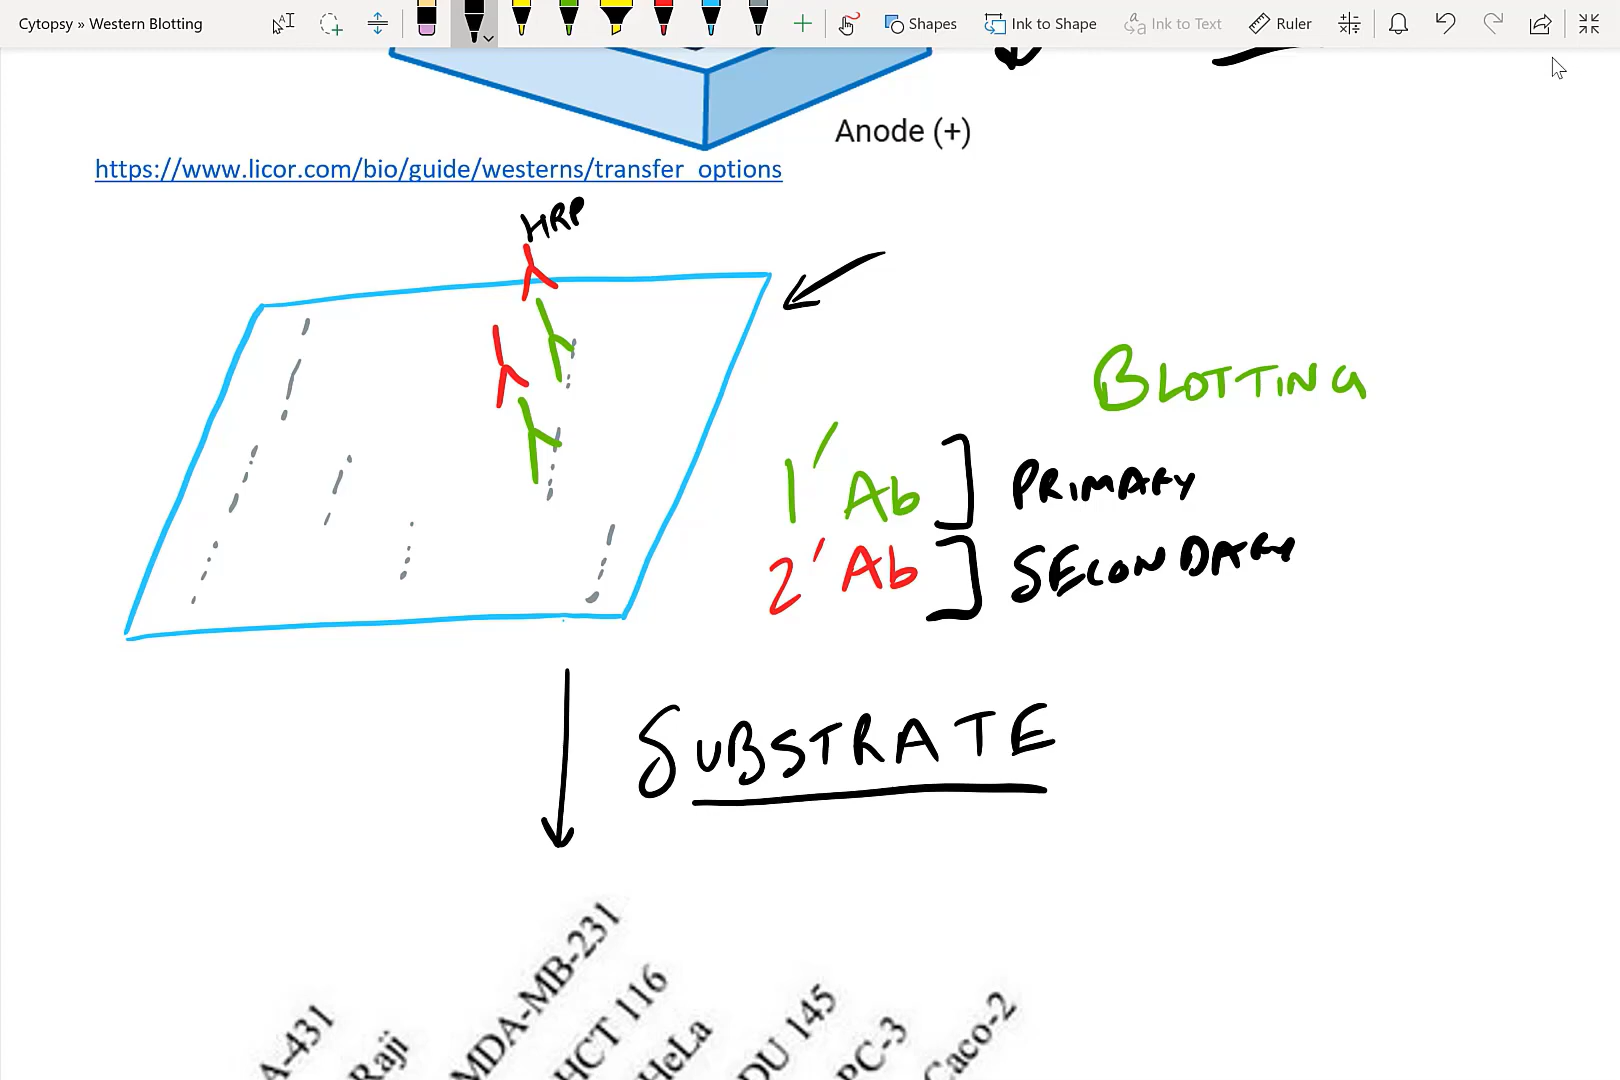 Cytopsy » Western Blotting
Shapes
Ink to Shape
Ink to Text
Ruler
Anode (+)
https://www.licor.com/bio/guide/westerns/transfer_options
HRP
BLOTTING
1' Ab
PRIMARY
2' Ab
SECONDARY
SUBSTRATE
A-431
Raji
MDA-MB-231
HCT 116
HeLa
DU 145
PC-3
Caco-2